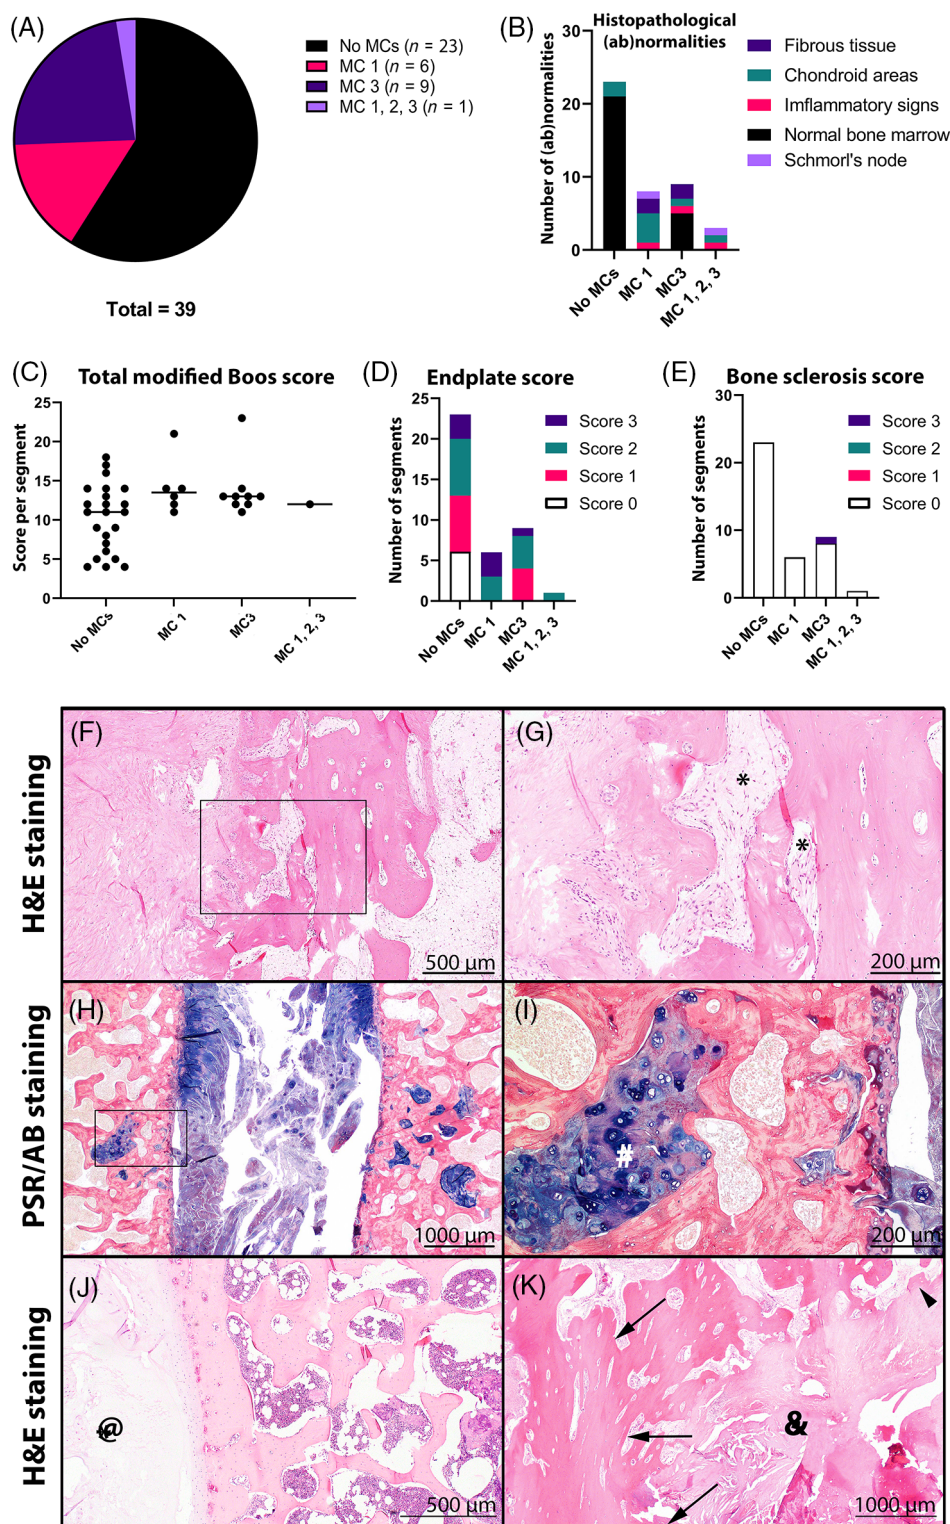 (A)
No MCs (n = 23)
MC 1 (n = 6)
MC 3 (n = 9)
MC 1, 2, 3 (n = 1)
Total = 39
(B)
Histopathological
(ab)normalities
Number of (ab)normalities
30
20
10
0
No MCs
MC 1
MC3
MC 1, 2, 3
Fibrous tissue
Chondroid areas
Imflammatory signs
Normal bone marrow
Schmorl's node
(C)
Total modified Boos score
Score per segment
25
20
15
10
5
0
No MCs
MC 1
MC3
MC 1, 2, 3
(D)
Endplate score
Number of segments
25
20
15
10
5
0
No MCs
MC 1
MC3
MC 1, 2, 3
Score 3
Score 2
Score 1
Score 0
(E)
Bone sclerosis score
Number of segments
30
20
10
0
No MCs
MC 1
MC3
MC 1, 2, 3
Score 3
Score 2
Score 1
Score 0
H&E staining
(F)
500 µm
(G)
*
*
200 µm
PSR/AB staining
(H)
1000 µm
(I)
#
200 µm
H&E staining
(J)
@
500 µm
(K)
&
1000 µm